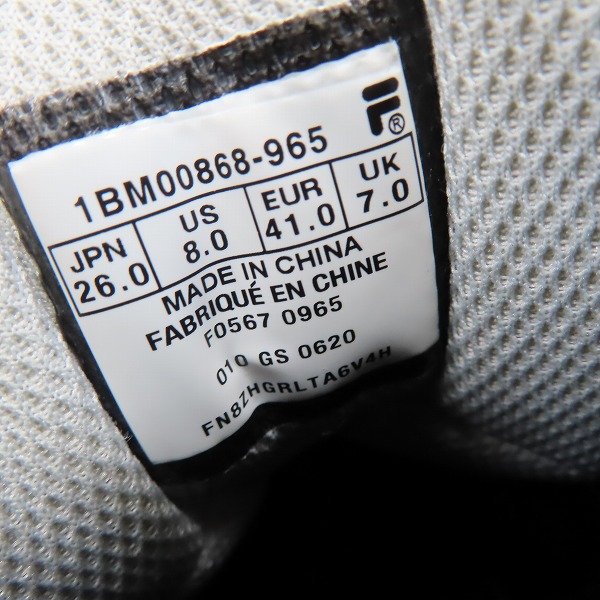 F®
1BM00868-965
JPN US EUR UK
26.0 8.0 41.0 7.0
MADE IN CHINA
FABRIQUÉ EN CHINE
F0567 0965
010 GS 0620
FN8ZHGRLTA6V4H